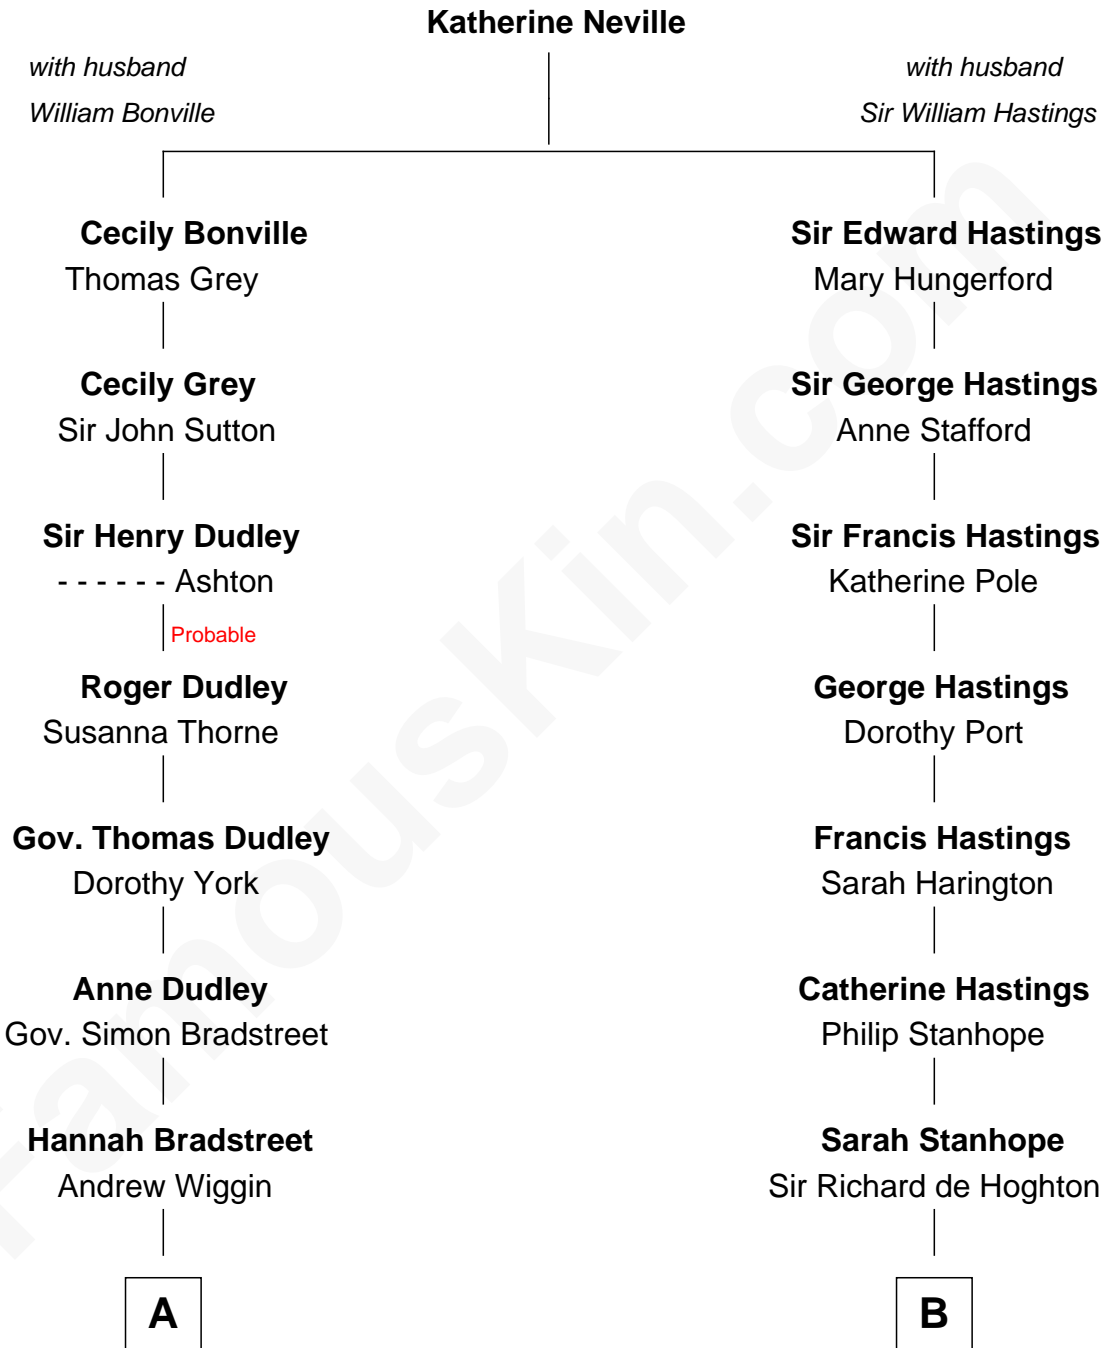 Katherine Neville
with husband
William Bonville
with husband
Sir William Hastings
Cecily Bonville
Thomas Grey
Sir Edward Hastings
Mary Hungerford
Cecily Grey
Sir John Sutton
Sir George Hastings
Anne Stafford
Sir Henry Dudley
- - - - - - Ashton
Sir Francis Hastings
Katherine Pole
Probable
Roger Dudley
Susanna Thorne
George Hastings
Dorothy Port
Gov. Thomas Dudley
Dorothy York
Francis Hastings
Sarah Harington
Anne Dudley
Gov. Simon Bradstreet
Catherine Hastings
Philip Stanhope
Hannah Bradstreet
Andrew Wiggin
Sarah Stanhope
Sir Richard de Hoghton
A
B
FamousKin.com